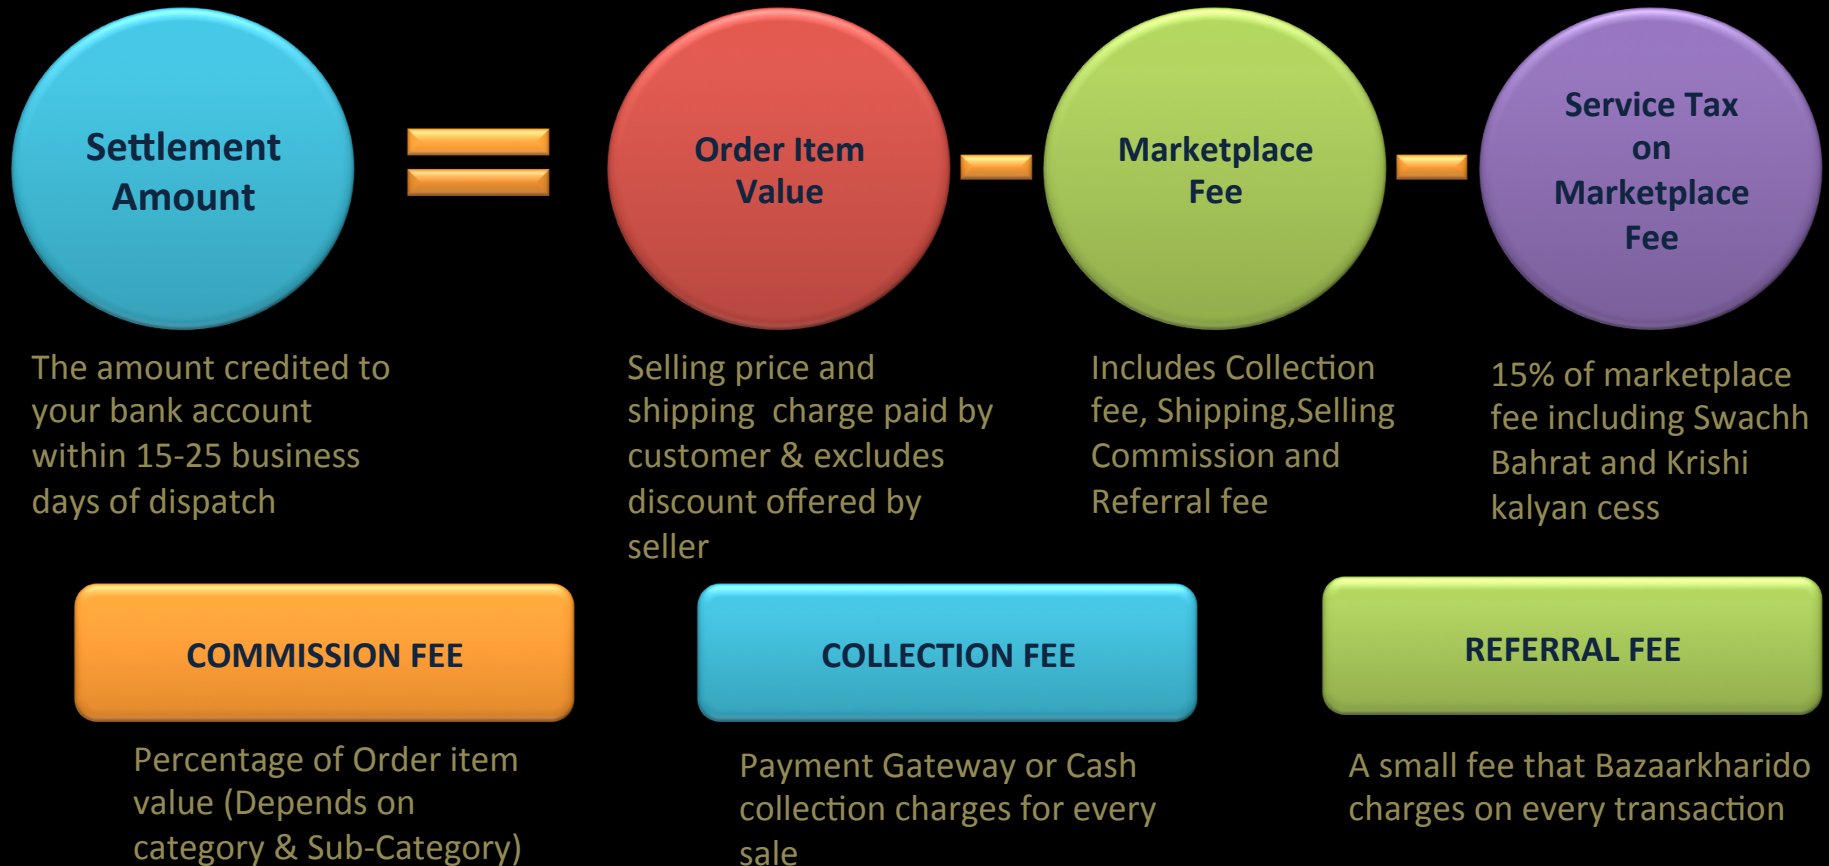 Settlement
Amount
Order Item
Value
Marketplace
Fee
Service Tax
on
Marketplace
Fee
The amount credited to
your bank account
within 15-25 business
days of dispatch
Selling price and
shipping charge paid by
customer & excludes
discount offered by
seller
Includes Collection
fee, Shipping,Selling
Commission and
Referral fee
15% of marketplace
fee including Swachh
Bahrat and Krishi
kalyan cess
COMMISSION FEE
COLLECTION FEE
REFERRAL FEE
Percentage of Order item
value (Depends on
category & Sub-Category)
Payment Gateway or Cash
collection charges for every
sale
A small fee that Bazaarkharido
charges on every transaction